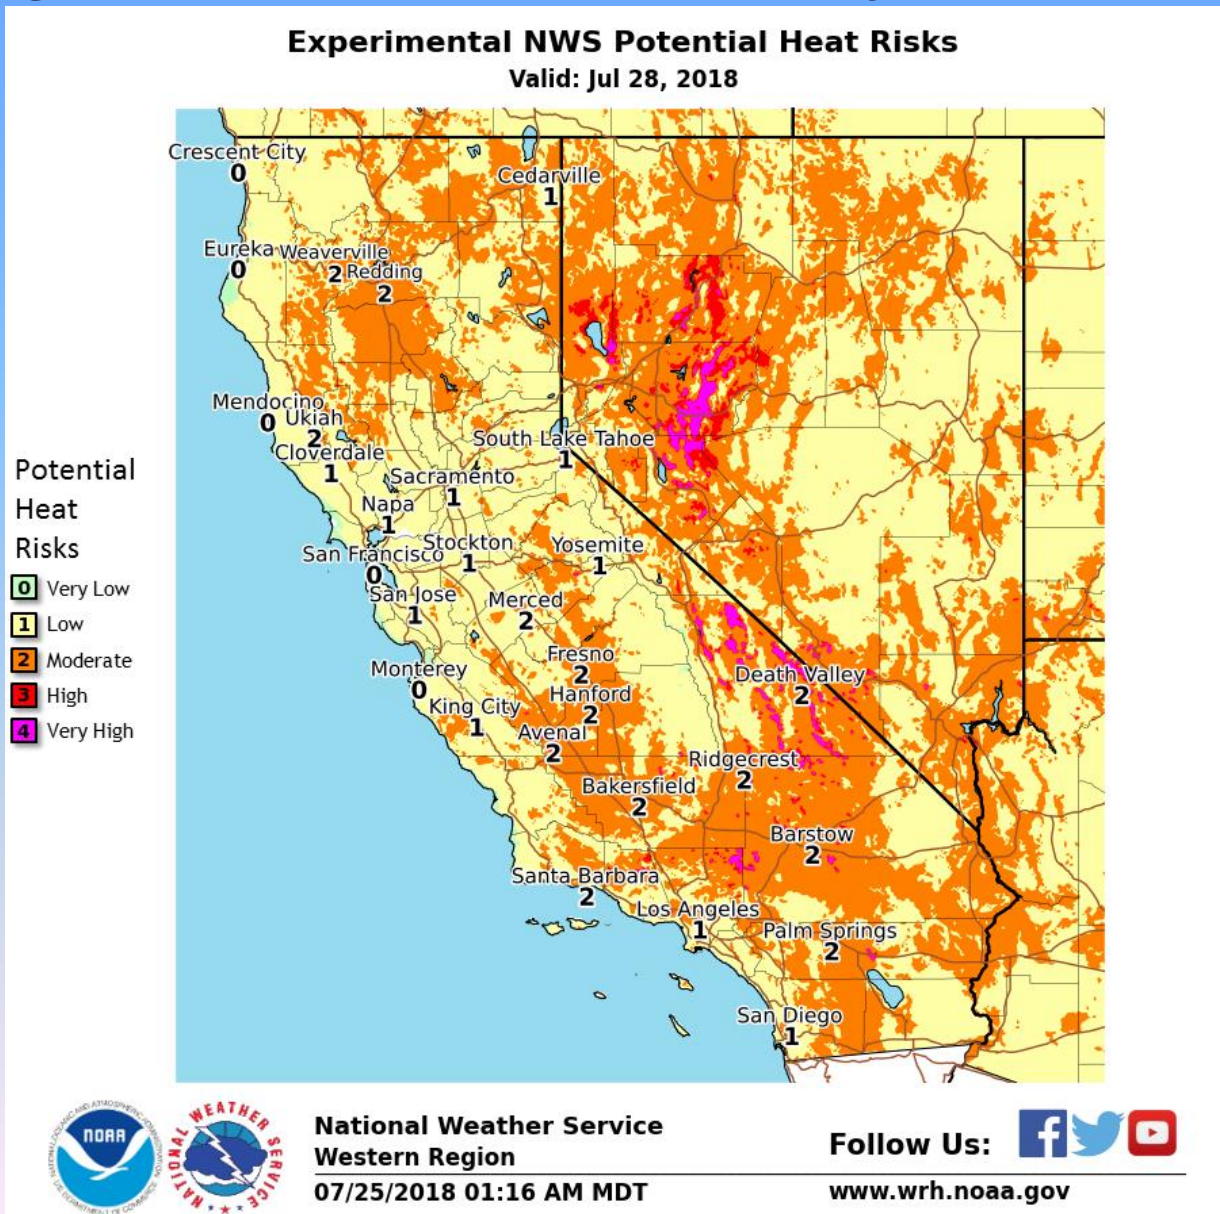 Experimental NWS Potential Heat Risks
Valid: Jul 28, 2018
Crescent City
0
Cedarville
1
Eureka
0
Weaverville
2
Redding
2
Mendocino
0
Ukiah
2
Cloverdale
1
South Lake Tahoe
1
Sacramento
1
Napa
1
San Francisco
0
Stockton
1
Yosemite
1
San Jose
1
Merced
2
Fresno
2
Monterey
0
Death Valley
2
Hanford
2
King City
1
Avenal
2
Ridgecrest
2
Bakersfield
2
Barstow
2
Santa Barbara
2
Los Angeles
1
Palm Springs
2
San Diego
1
Potential
Heat
Risks
0 Very Low
1 Low
2 Moderate
3 High
4 Very High
NOAA
NATIONAL WEATHER SERVICE
National Weather Service
Western Region
07/25/2018 01:16 AM MDT
Follow Us:
www.wrh.noaa.gov